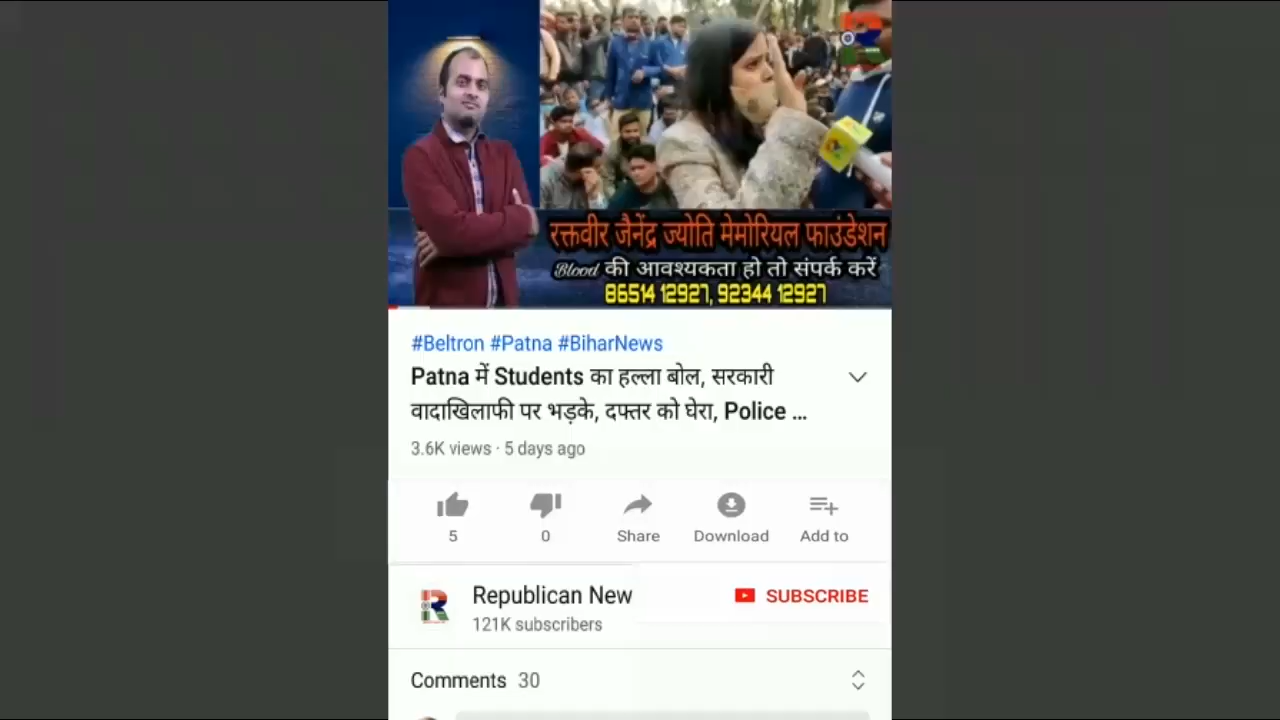 रक्तवीर जैनेंद्र ज्योति मेमोरियल फाउंडेशन
Blood की आवश्यकता हो तो संपर्क करें
86514 12927, 92344 12927
#Beltron #Patna #BiharNews
Patna में Students का हल्ला बोल, सरकारी
वादाखिलाफी पर भड़के, दफ्तर को घेरा, Police ...
3.6K views · 5 days ago
5
0
Share
Download
Add to
Republican New
SUBSCRIBE
121K subscribers
Comments 30